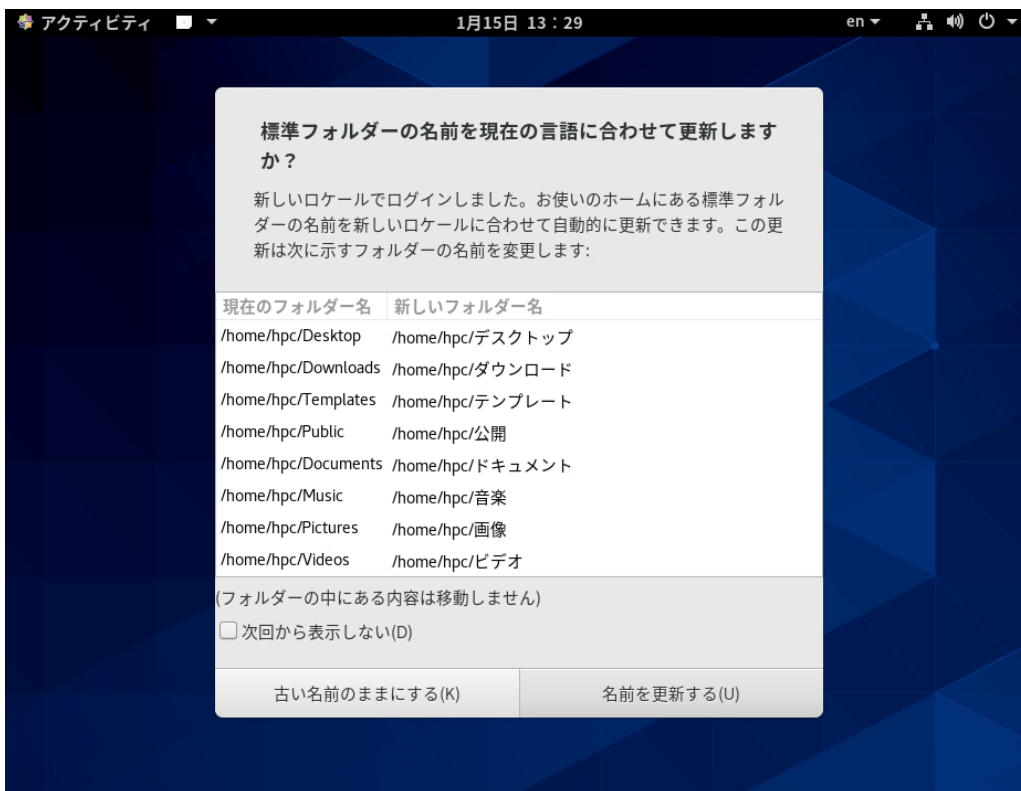 アクティビティ 1月15日 13:29 en
標準フォルダーの名前を現在の言語に合わせて更新します
か?
新しいロケールでログインしました。お使いのホームにある標準フォル
ダーの名前を新しいロケールに合わせて自動的に更新できます。この更
新は次に示すフォルダーの名前を変更します:
現在のフォルダー名 新しいフォルダー名
/home/hpc/Desktop /home/hpc/デスクトップ
/home/hpc/Downloads /home/hpc/ダウンロード
/home/hpc/Templates /home/hpc/テンプレート
/home/hpc/Public /home/hpc/公開
/home/hpc/Documents /home/hpc/ドキュメント
/home/hpc/Music /home/hpc/音楽
/home/hpc/Pictures /home/hpc/画像
/home/hpc/Videos /home/hpc/ビデオ
(フォルダーの中にある内容は移動しません)
次回から表示しない(D)
古い名前のままにする(K) 名前を更新する(U)